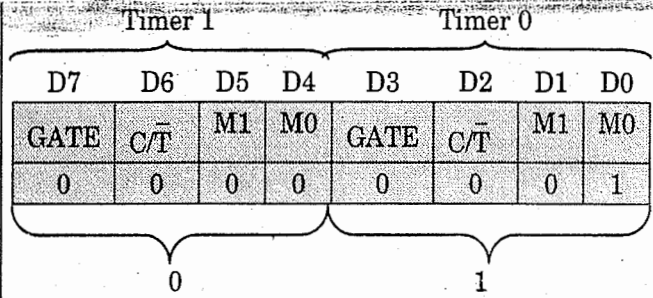 Timer 1 Timer 0
D7 D6 D5 D4 D3 D2 D1 D0
GATE C/T̅ M1 M0 GATE C/T̅ M1 M0
0 0 0 0 0 0 0 1
0 1